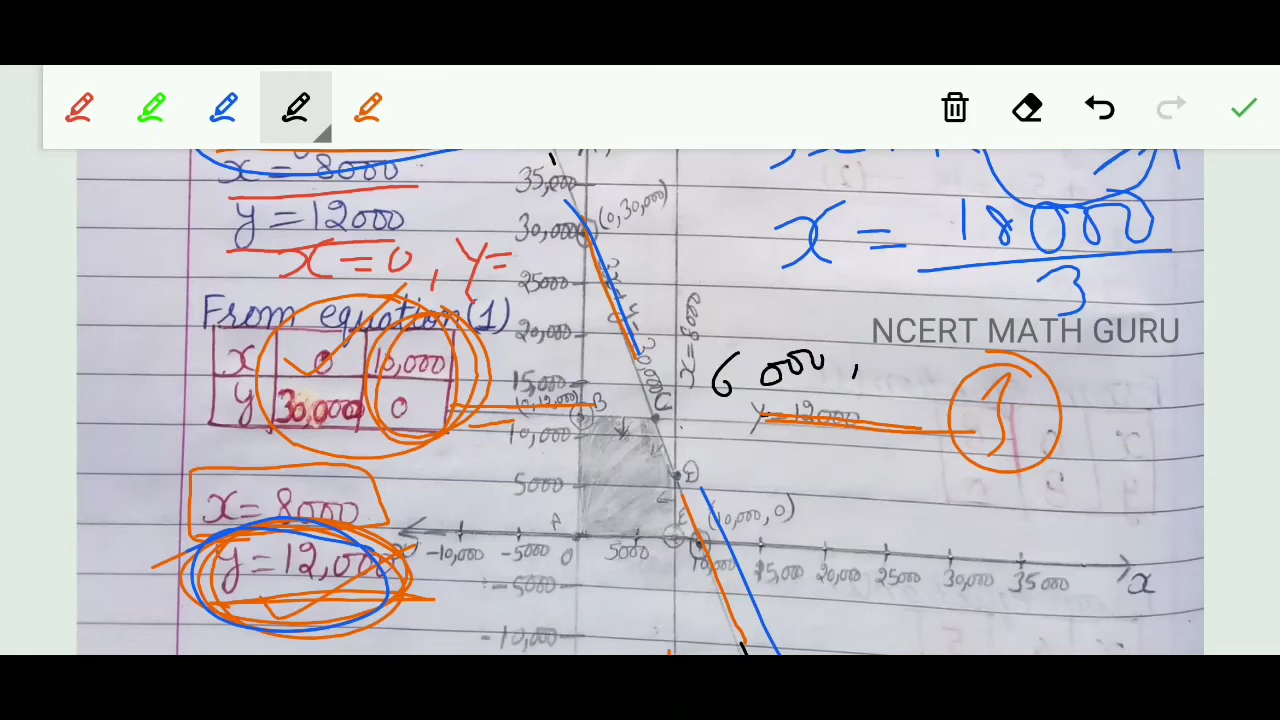 x = 8000
y = 12000
x = 0, Y =
From equation (1)
x 0 10,000
y 30,000 0
x = 8000
y = 12,000
35,000
30,000
25000
20,000
15,000
10,000
5000
-5000
-10,000
(0, 30,000)
3x + y = 30,000
x = 8000
(0, 12,000) B
C
D
E
A
(10,000, 0)
-10,000 -5000 0 5000 10,000 15,000 20,000 25000 30,000 35000 x
x = 18000
3
NCERT MATH GURU
6000,
y = 12000
1